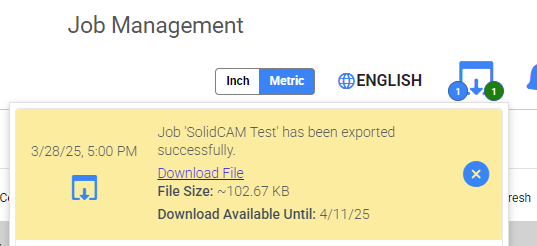 Job Management
Inch Metric ENGLISH 1 1
Job 'SolidCAM Test' has been exported
successfully.
3/28/25, 5:00 PM
Download File
File Size: ~102.67 KB
Download Available Until: 4/11/25
resh